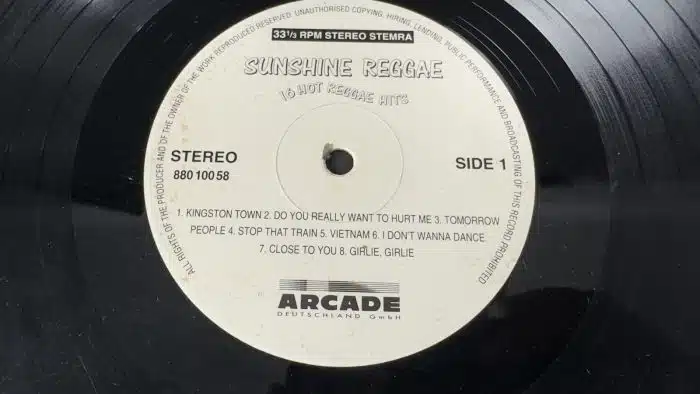 ALL RIGHTS OF THE PRODUCER AND OF THE OWNER OF THE WORK REPRODUCED RESERVED. UNAUTHORISED COPYING, HIRING, LENDING, PUBLIC PERFORMANCE AND BROADCASTING OF THIS RECORD PROHIBITED
33 1/3 RPM STEREO STEMRA
SUNSHINE REGGAE
16 HOT REGGAE HITS
STEREO
880 100 58
SIDE 1
1. KINGSTON TOWN 2. DO YOU REALLY WANT TO HURT ME 3. TOMORROW
PEOPLE 4. STOP THAT TRAIN 5. VIETNAM 6. I DON'T WANNA DANCE
7. CLOSE TO YOU 8. GIRLIE, GIRLIE
ARCADE
DEUTSCHLAND GmbH